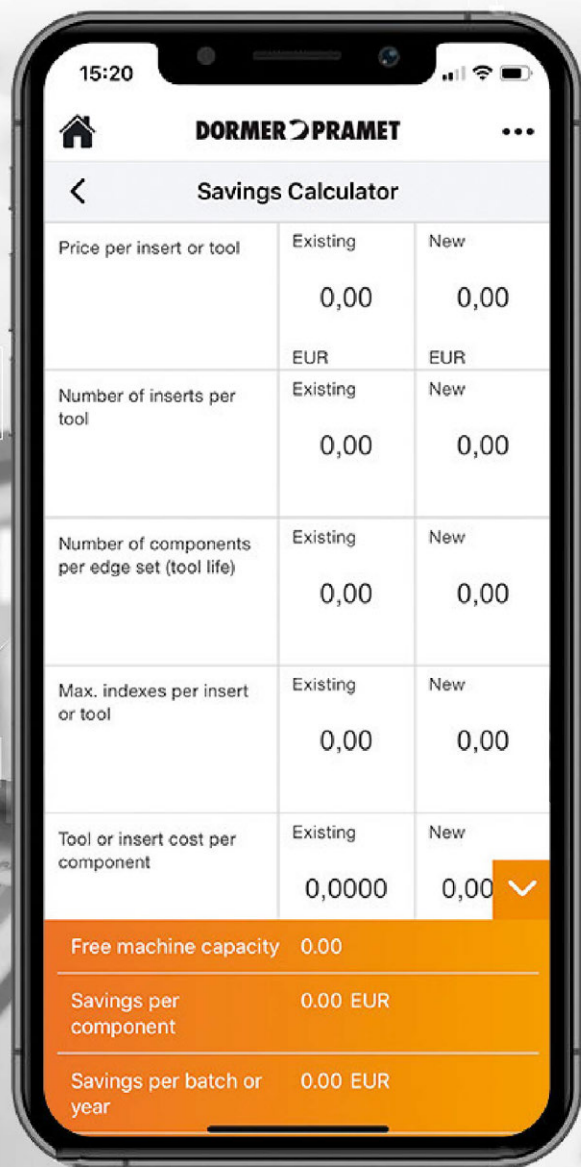 15:20
DORMER PRAMET
Savings Calculator
Price per insert or tool
Existing
New
0,00
0,00
EUR
EUR
Number of inserts per
tool
Existing
New
0,00
0,00
Number of components
per edge set (tool life)
Existing
New
0,00
0,00
Max. indexes per insert
or tool
Existing
New
0,00
0,00
Tool or insert cost per
component
Existing
New
0,0000
0,00
Free machine capacity 0.00
Savings per
component
0.00 EUR
Savings per batch or
year
0.00 EUR